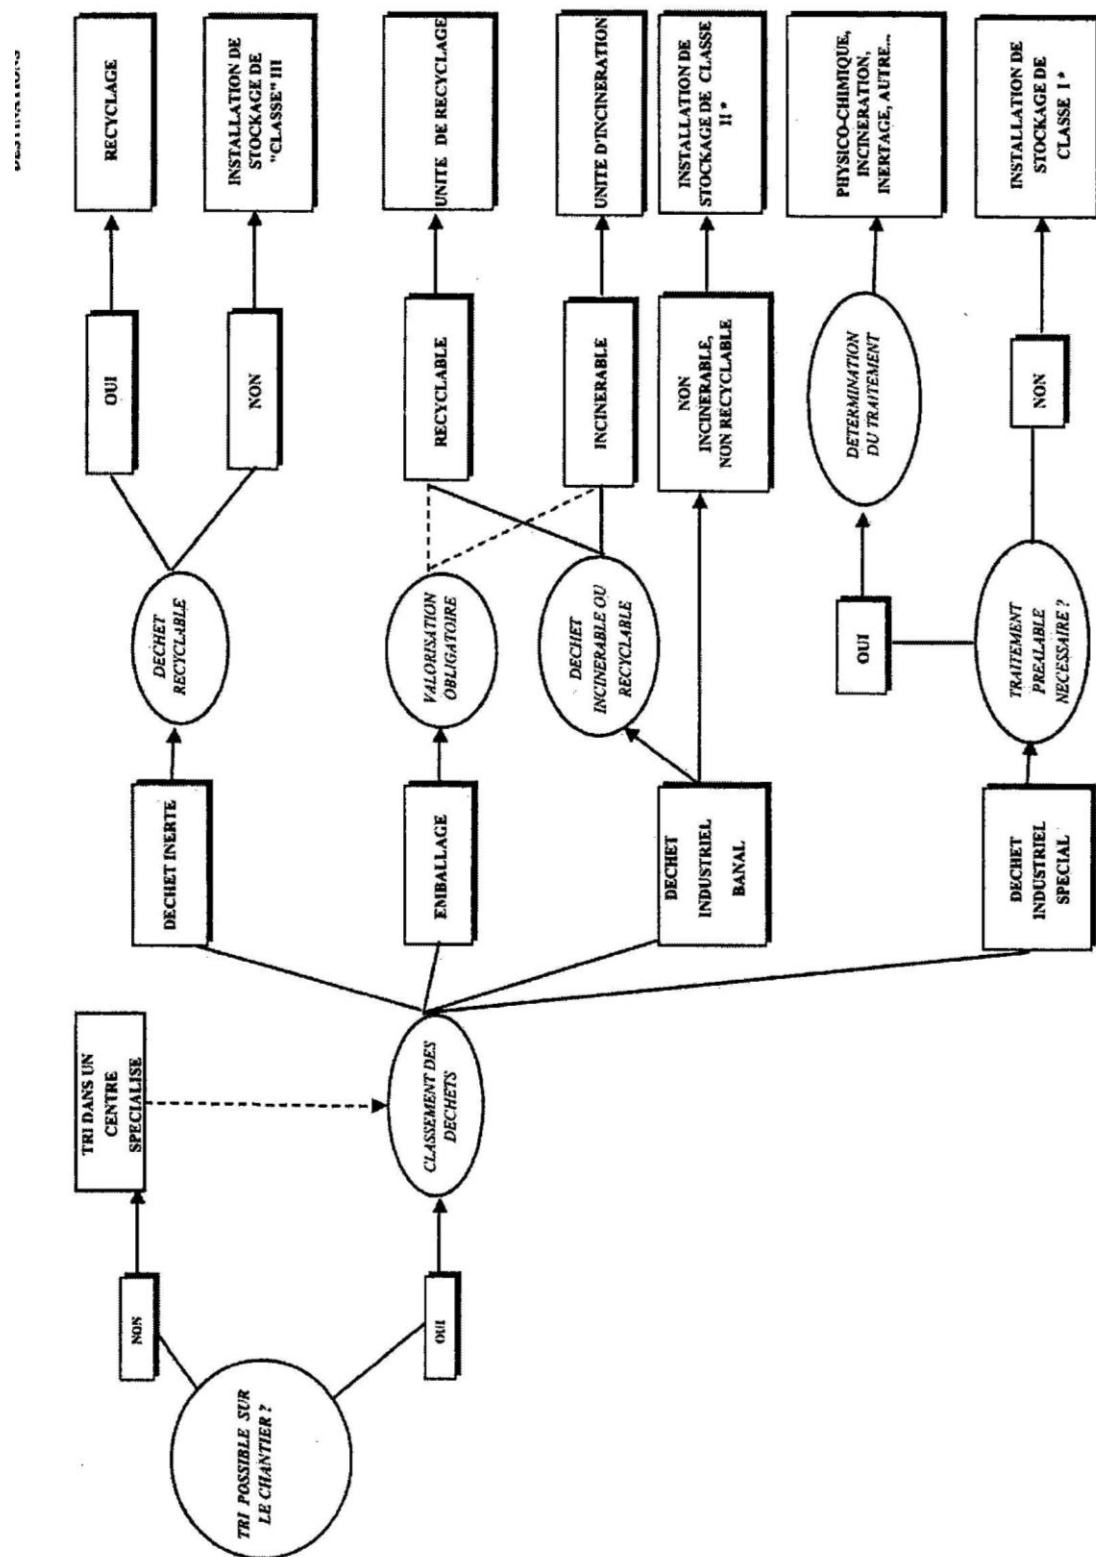 DESTINATIONS
TRI POSSIBLE SUR
LE CHANTIER ?
NON
OUI
TRI DANS UN
CENTRE
SPECIALISE
CLASSEMENT DES
DECHETS
DECHET INERTE
DECHET
RECYCLABLE
OUI
RECYCLAGE
NON
INSTALLATION DE
STOCKAGE DE
"CLASSE" III
EMBALLAGE
VALORISATION
OBLIGATOIRE
RECYCLABLE
UNITE DE RECYCLAGE
DECHET
INDUSTRIEL
BANAL
DECHET
INCINERABLE OU
RECYCLABLE
INCINERABLE
UNITE D'INCINERATION
NON
INCINERABLE,
NON RECYCLABLE
INSTALLATION DE
STOCKAGE DE CLASSE
II *
DECHET
INDUSTRIEL
SPECIAL
TRAITEMENT
PREALABLE
NECESSAIRE ?
OUI
DETERMINATION
DU TRAITEMENT
PHYSICO-CHIMIQUE,
INCINERATION,
INERTAGE, AUTRE...
NON
INSTALLATION DE
STOCKAGE DE
CLASSE I *